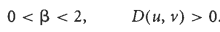 0 < β < 2, D(u, ν) > 0.